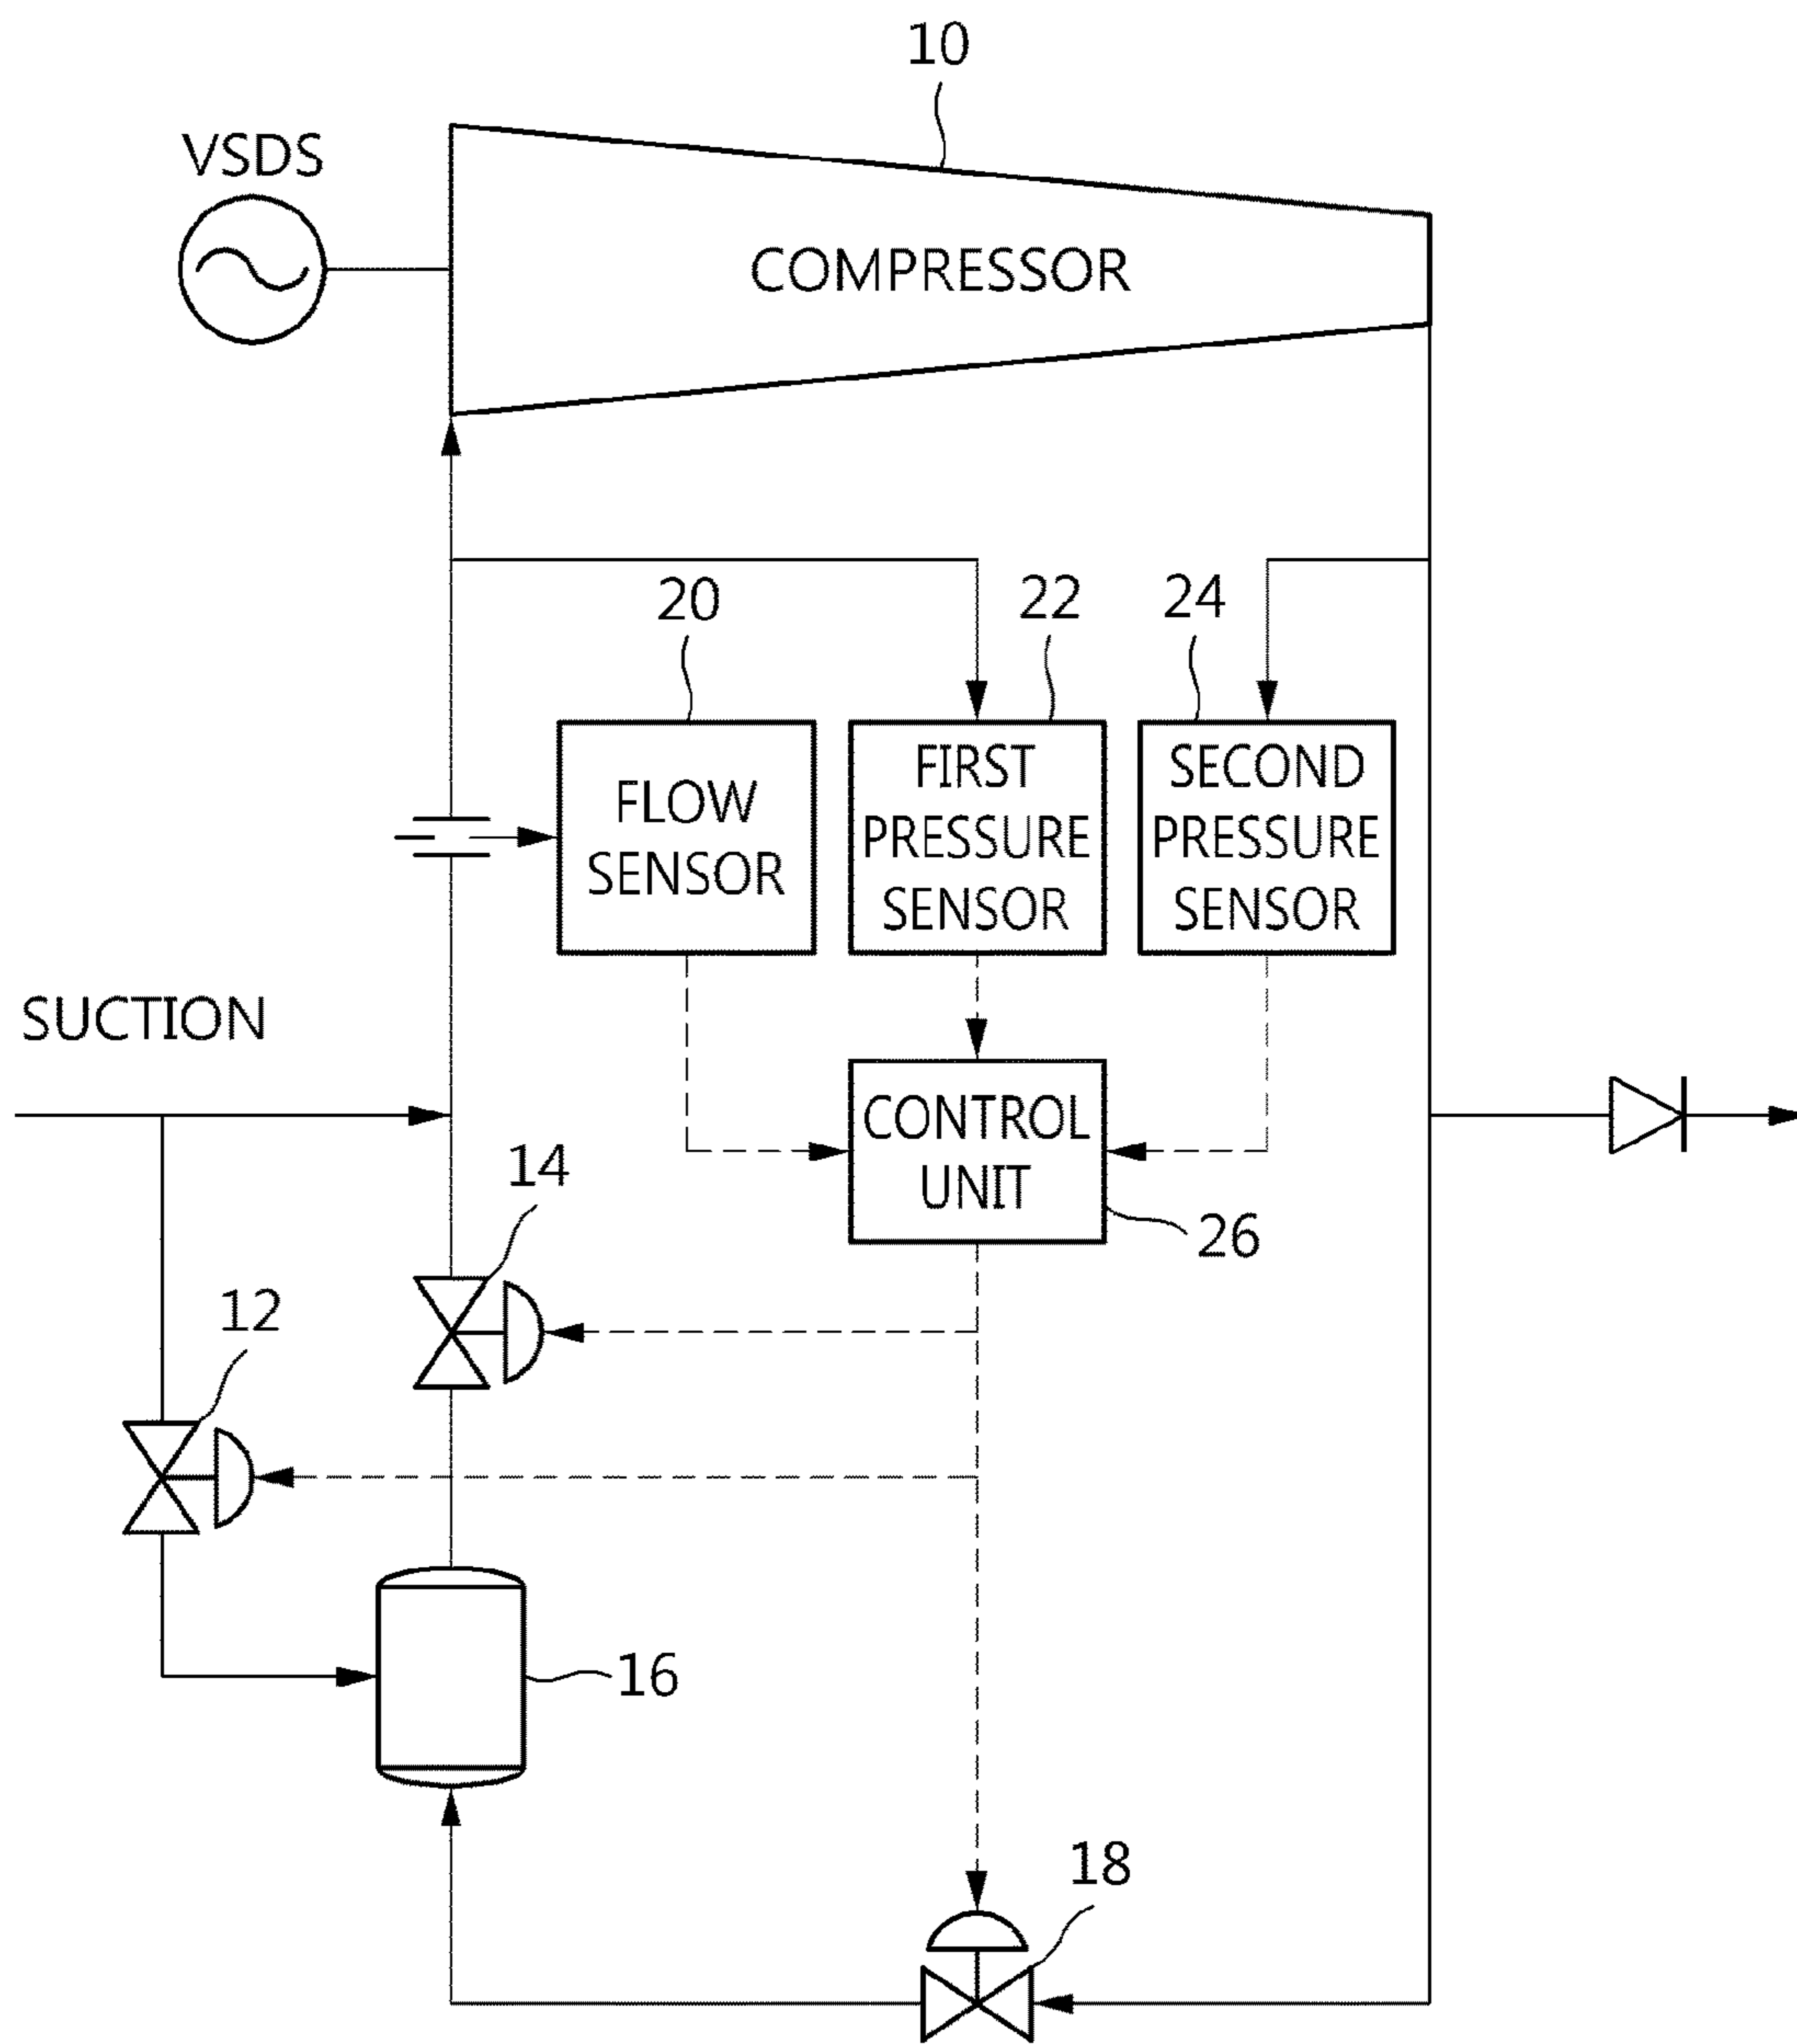 10
VSDS
COMPRESSOR
20
22
24
FLOW
SENSOR
FIRST
PRESSURE
SENSOR
SECOND
PRESSURE
SENSOR
SUCTION
CONTROL
UNIT
14
26
12
16
18